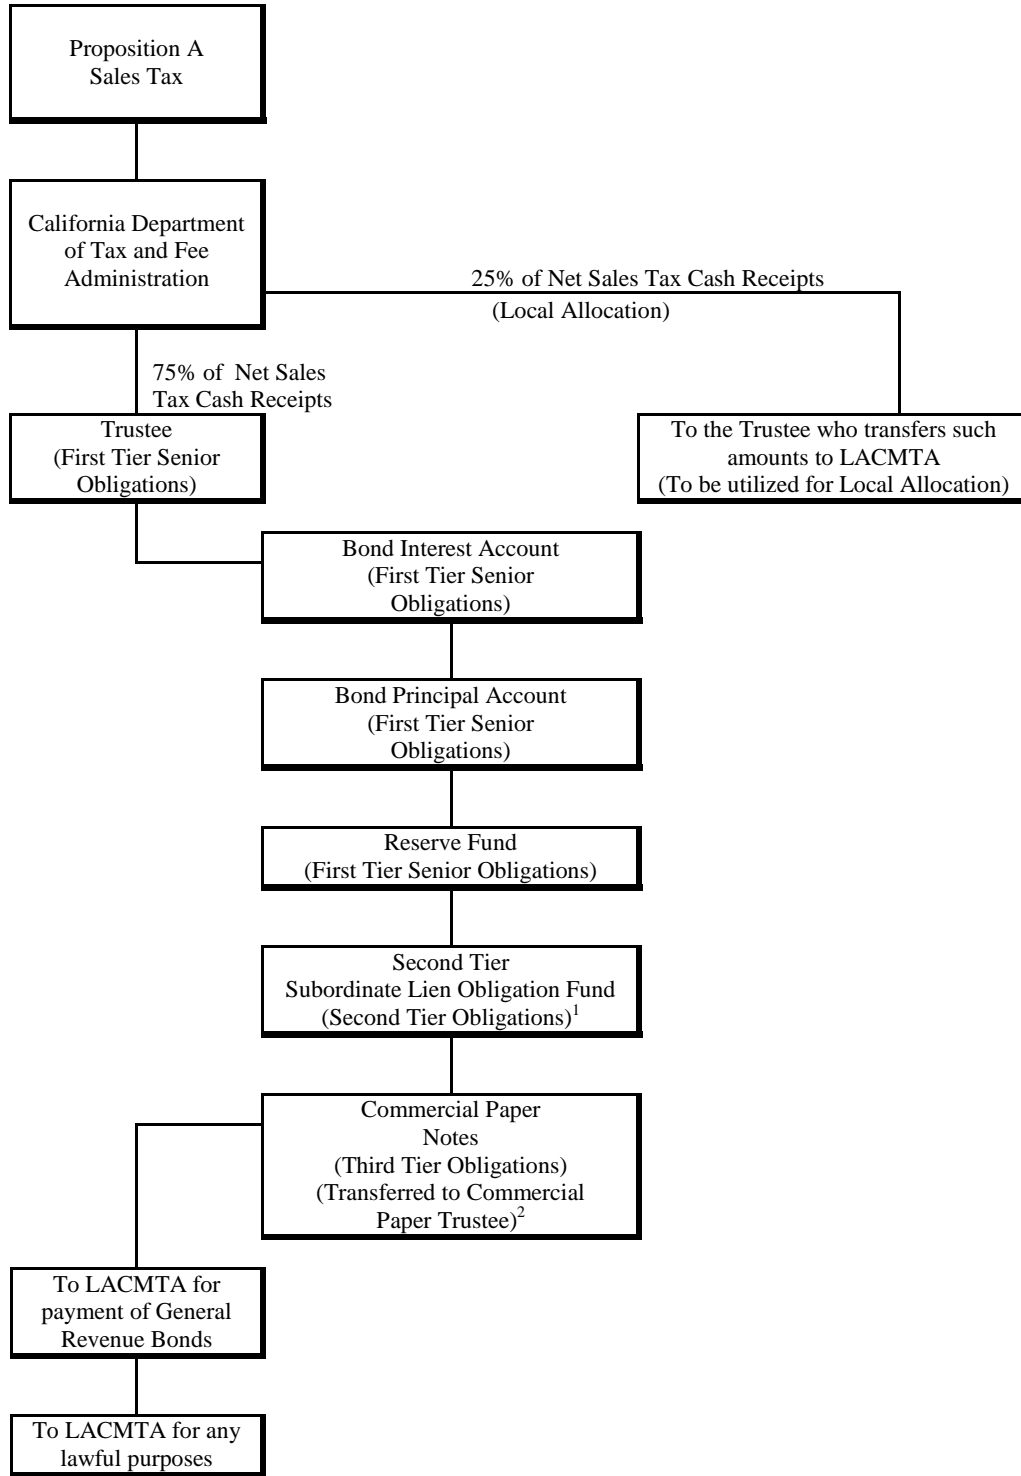 Proposition A
Sales Tax
California Department
of Tax and Fee
Administration
25% of Net Sales Tax Cash Receipts
(Local Allocation)
75% of Net Sales
Tax Cash Receipts
Trustee
(First Tier Senior
Obligations)
To the Trustee who transfers such
amounts to LACMTA
(To be utilized for Local Allocation)
Bond Interest Account
(First Tier Senior
Obligations)
Bond Principal Account
(First Tier Senior
Obligations)
Reserve Fund
(First Tier Senior Obligations)
Second Tier
Subordinate Lien Obligation Fund
(Second Tier Obligations)1
Commercial Paper
Notes
(Third Tier Obligations)
(Transferred to Commercial
Paper Trustee)2
To LACMTA for
payment of General
Revenue Bonds
To LACMTA for any
lawful purposes